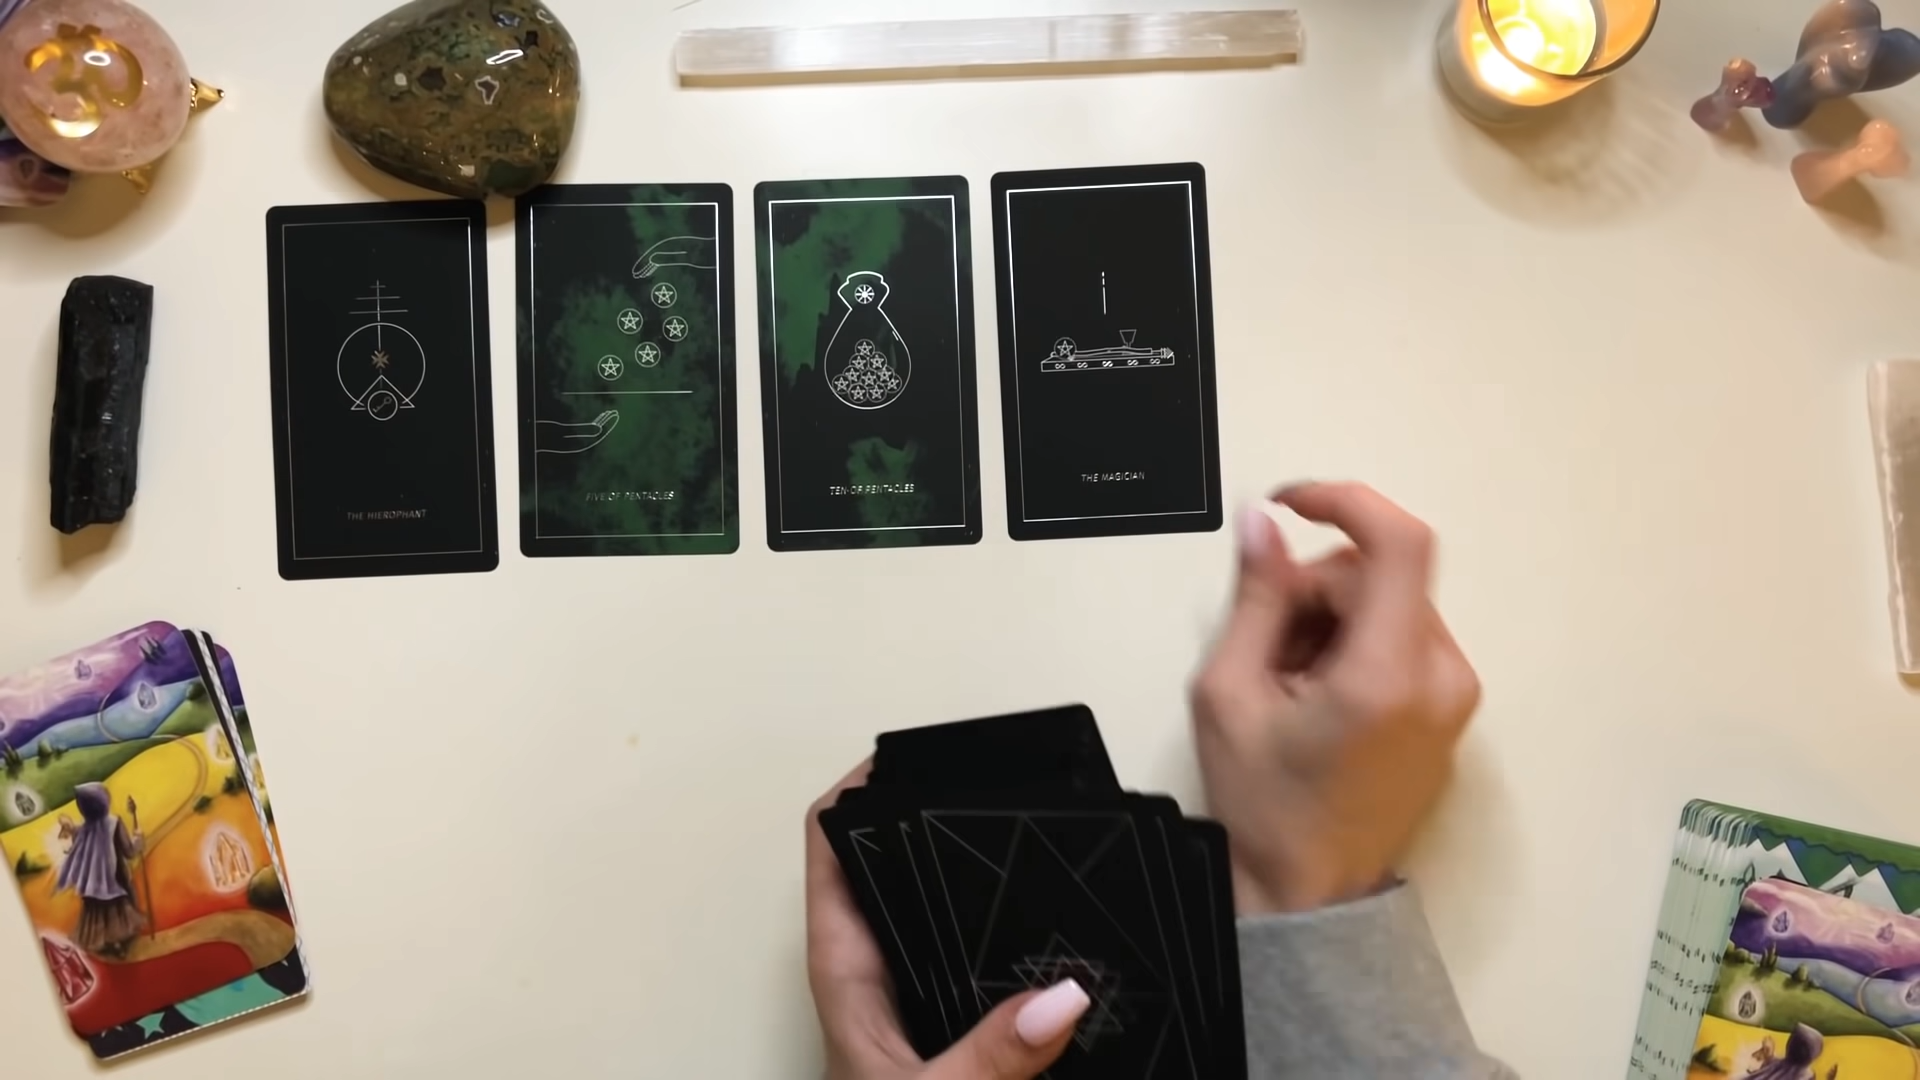 THE HIEROPHANT
FIVE OF PENTACLES
TEN OF PENTACLES
THE MAGICIAN